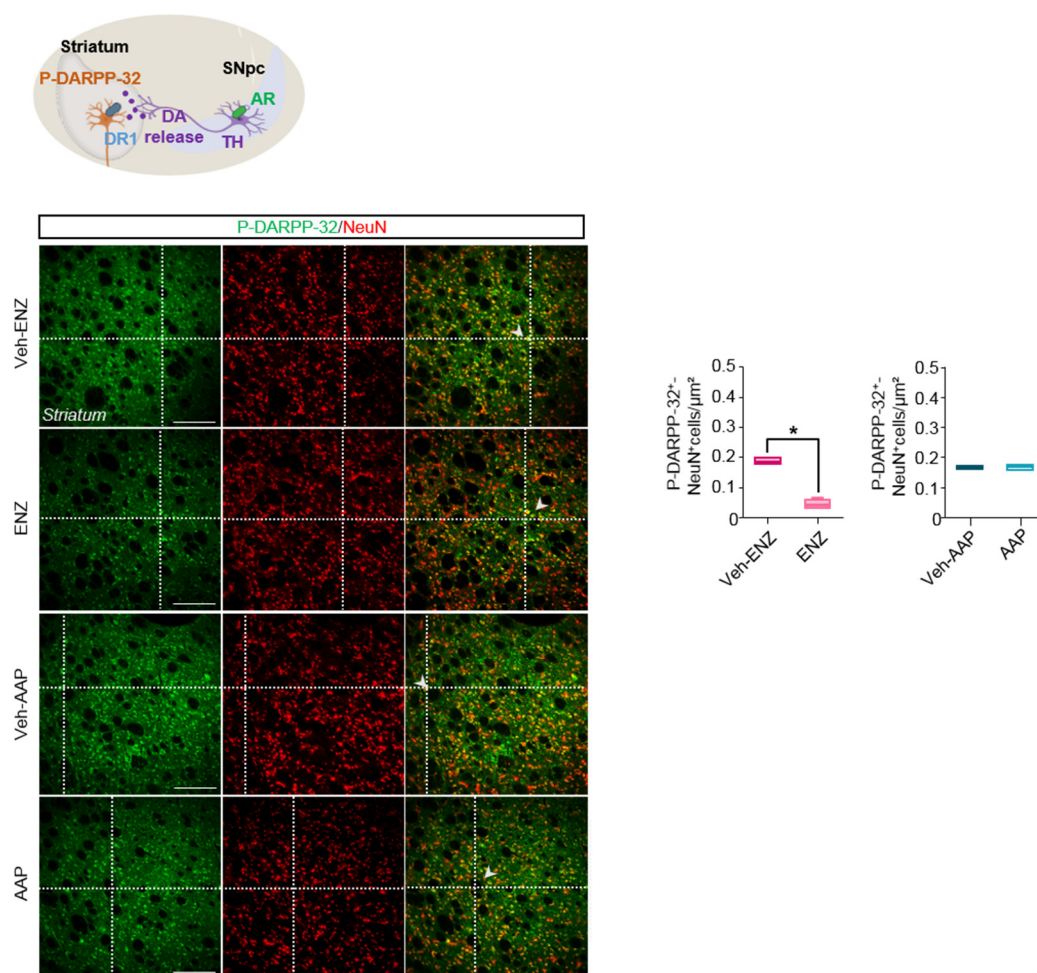 Striatum
SNpc
P-DARPP-32
AR
DA
DR1
release
TH
P-DARPP-32/NeuN
Veh-ENZ
Striatum
ENZ
Veh-AAP
AAP
P-DARPP-32⁺-
NeuN⁺cells/µm²
0.5
0.4
0.3
0.2
0.1
0
*
Veh-ENZ
ENZ
P-DARPP-32⁺-
NeuN⁺cells/µm²
0.5
0.4
0.3
0.2
0.1
0
Veh-AAP
AAP